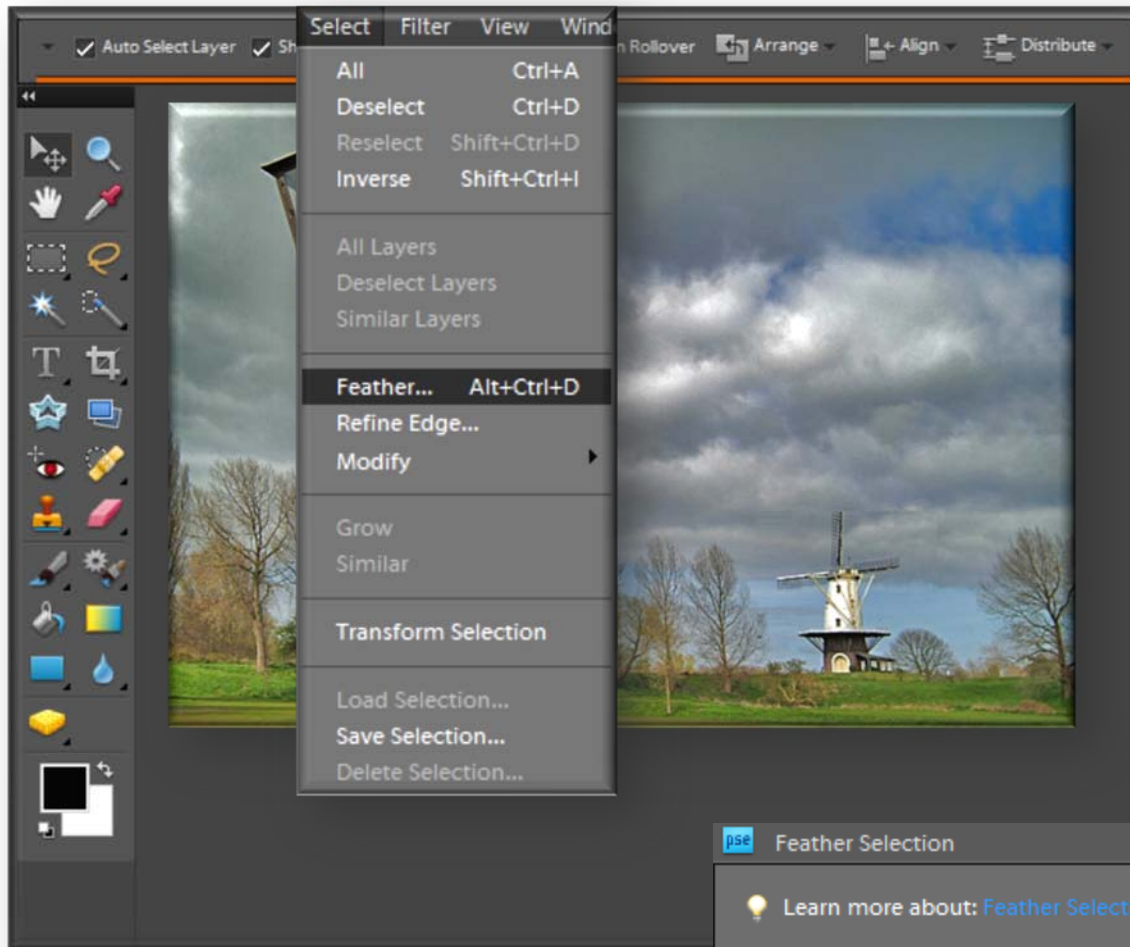 Select Filter View Wind
Auto Select Layer Sh
n Rollover Arrange Align Distribute
All Ctrl+A
Deselect Ctrl+D
Reselect Shift+Ctrl+D
Inverse Shift+Ctrl+I
All Layers
Deselect Layers
Similar Layers
Feather... Alt+Ctrl+D
Refine Edge...
Modify
Grow
Similar
Transform Selection
Load Selection...
Save Selection...
Delete Selection...
T
pse Feather Selection
Learn more about: Feather Select